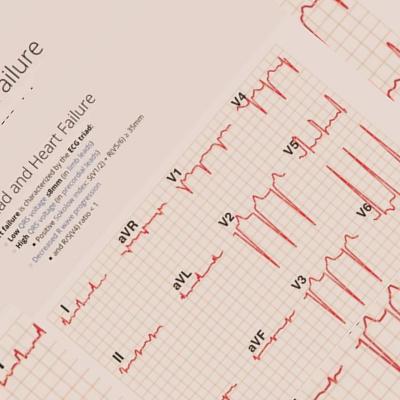 ailure
ad and Heart Failure
t failure is characterized by the ECG triad:
Low QRS voltage ≤8mm (in limb leads)
High QRS voltage (in precordial leads)
• Positive Sokolow index: S(V1/2) + R(V5/6) ≥ 35mm
Decreased R wave progression
• and R/S(V4) ratio < 1
I
II
aVR
aVL
aVF
V1
V2
V3
V4
V5
V6